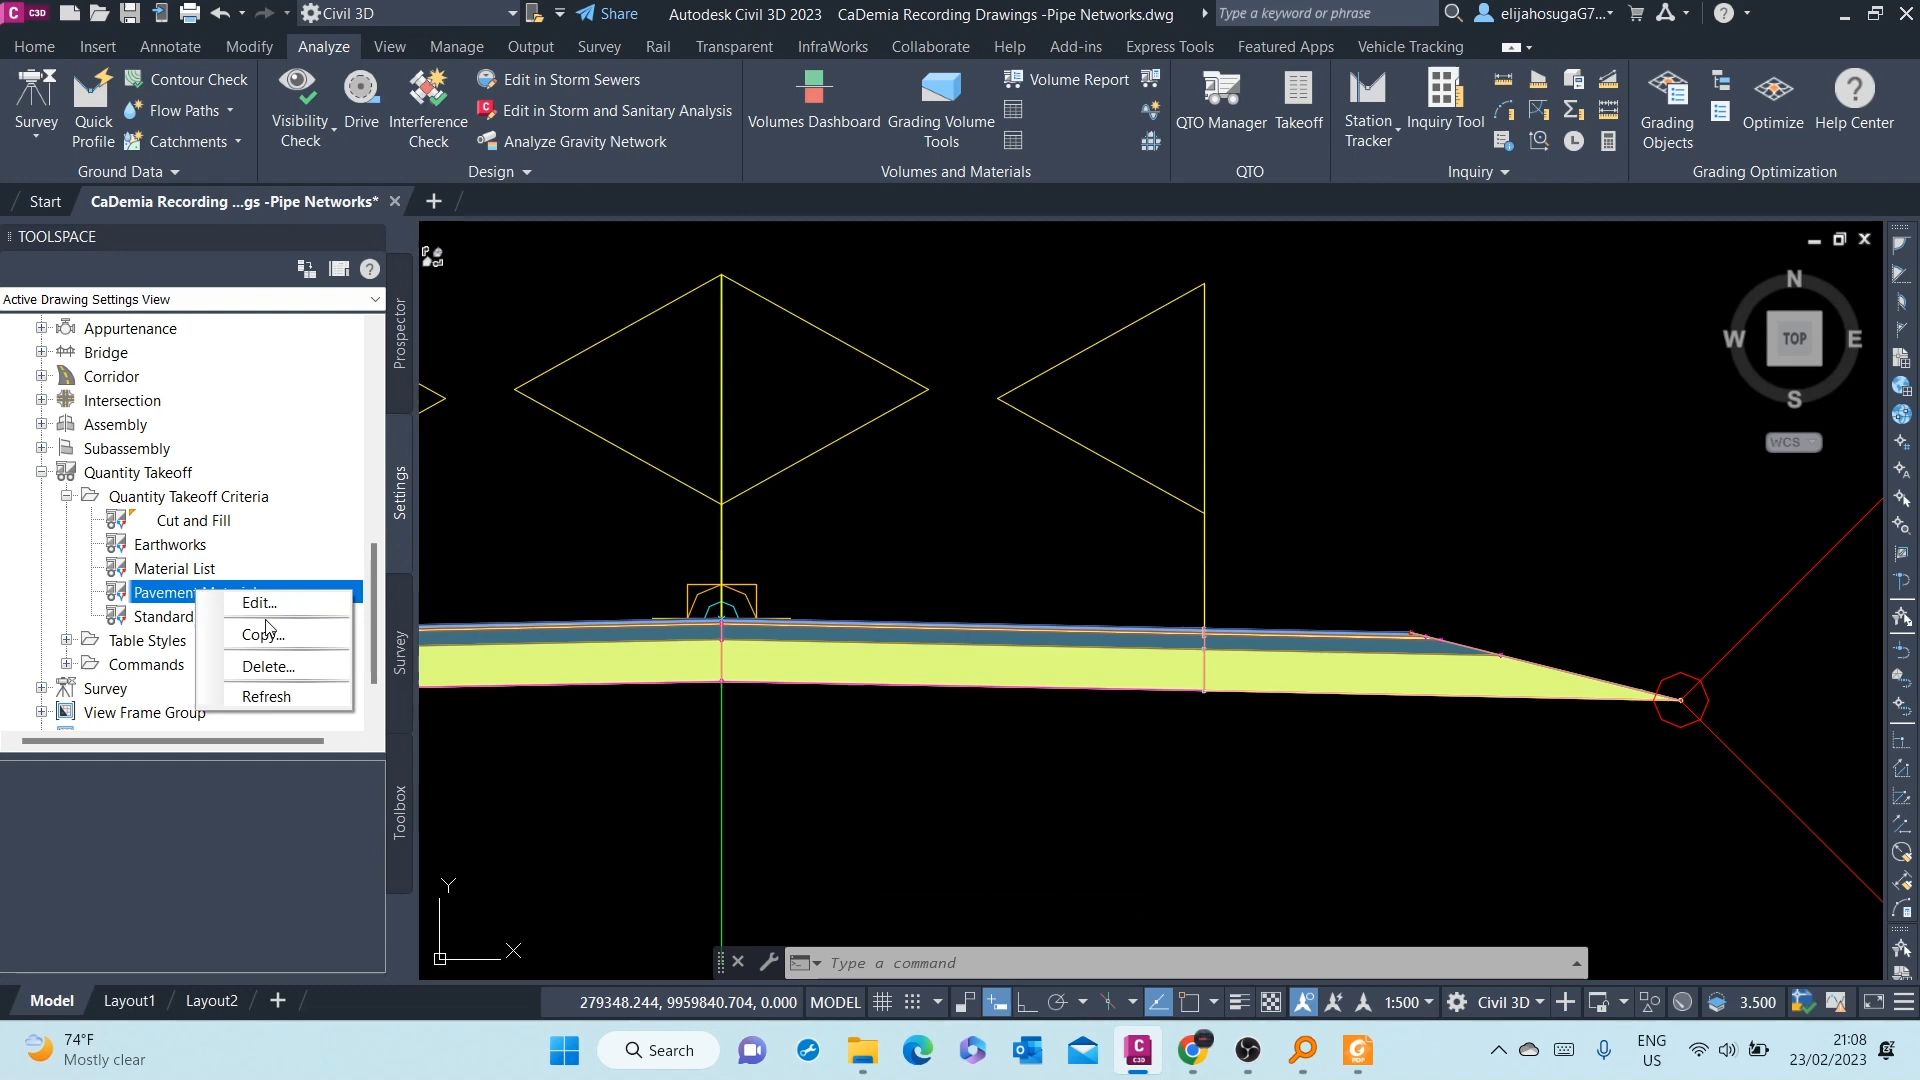 C3D
Civil 3D
Share
Autodesk Civil 3D 2023
CaDemia Recording Drawings -Pipe Networks.dwg
Type a keyword or phrase
elijahosugaG7...
Home
Insert
Annotate
Modify
Analyze
View
Manage
Output
Survey
Rail
Transparent
InfraWorks
Collaborate
Help
Add-ins
Express Tools
Featured Apps
Vehicle Tracking
Survey
Quick
Profile
Contour Check
Flow Paths
Catchments
Visibility
Check
Drive
Interference
Check
Edit in Storm Sewers
Edit in Storm and Sanitary Analysis
Analyze Gravity Network
Volumes Dashboard
Grading Volume
Tools
Volume Report
QTO Manager
Takeoff
Station
Tracker
Inquiry Tool
Grading
Objects
Optimize
Help Center
Ground Data
Design
Volumes and Materials
QTO
Inquiry
Grading Optimization
Start
CaDemia Recording ...gs -Pipe Networks*
TOOLSPACE
Active Drawing Settings View
Appurtenance
Bridge
Corridor
Intersection
Assembly
Subassembly
Quantity Takeoff
Quantity Takeoff Criteria
Cut and Fill
Earthworks
Material List
Pavement
Standard
Table Styles
Commands
Survey
View Frame Group
Edit...
Copy...
Delete...
Refresh
Prospector
Settings
Survey
Toolbox
N
W
TOP
E
S
WCS
Y
X
Type a command
Model
Layout1
Layout2
279348.244, 9959840.704, 0.000
MODEL
1:500
Civil 3D
3.500
74°F
Mostly clear
Search
ENG
US
21:08
23/02/2023